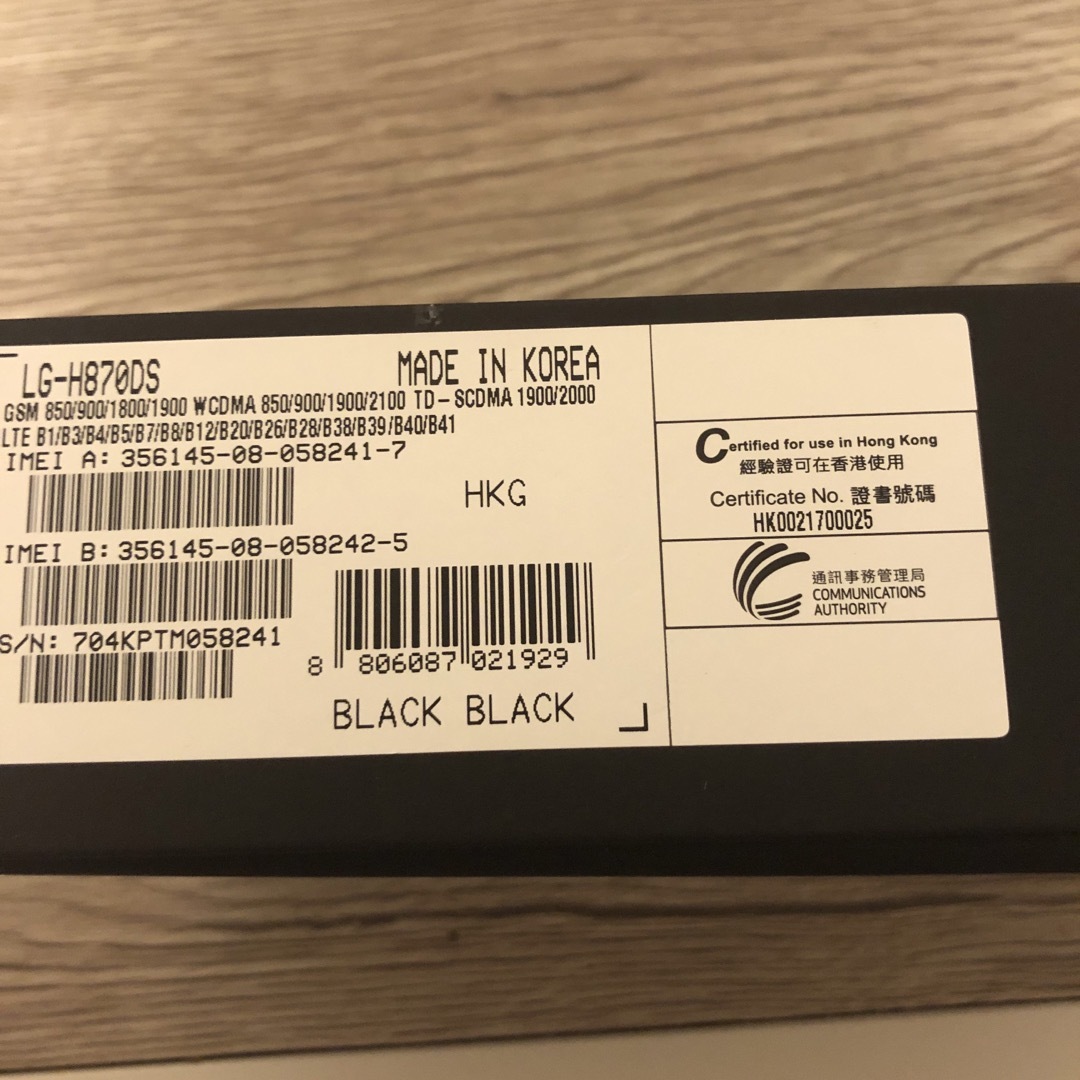 LG-H870DS
MADE IN KOREA
GSM 850/900/1800/1900 WCDMA 850/900/1900/2100 TD-SCDMA 1900/2000
LTE B1/B3/B4/B5/B7/B8/B12/B20/B26/B28/B38/B39/B40/B41
IMEI A: 356145-08-058241-7
HKG
IMEI B: 356145-08-058242-5
S/N: 704KPTM058241
8 806087 021929
BLACK BLACK
Certified for use in Hong Kong
經驗證可在香港使用
Certificate No. 證書號碼
HK0021700025
通訊事務管理局
COMMUNICATIONS
AUTHORITY